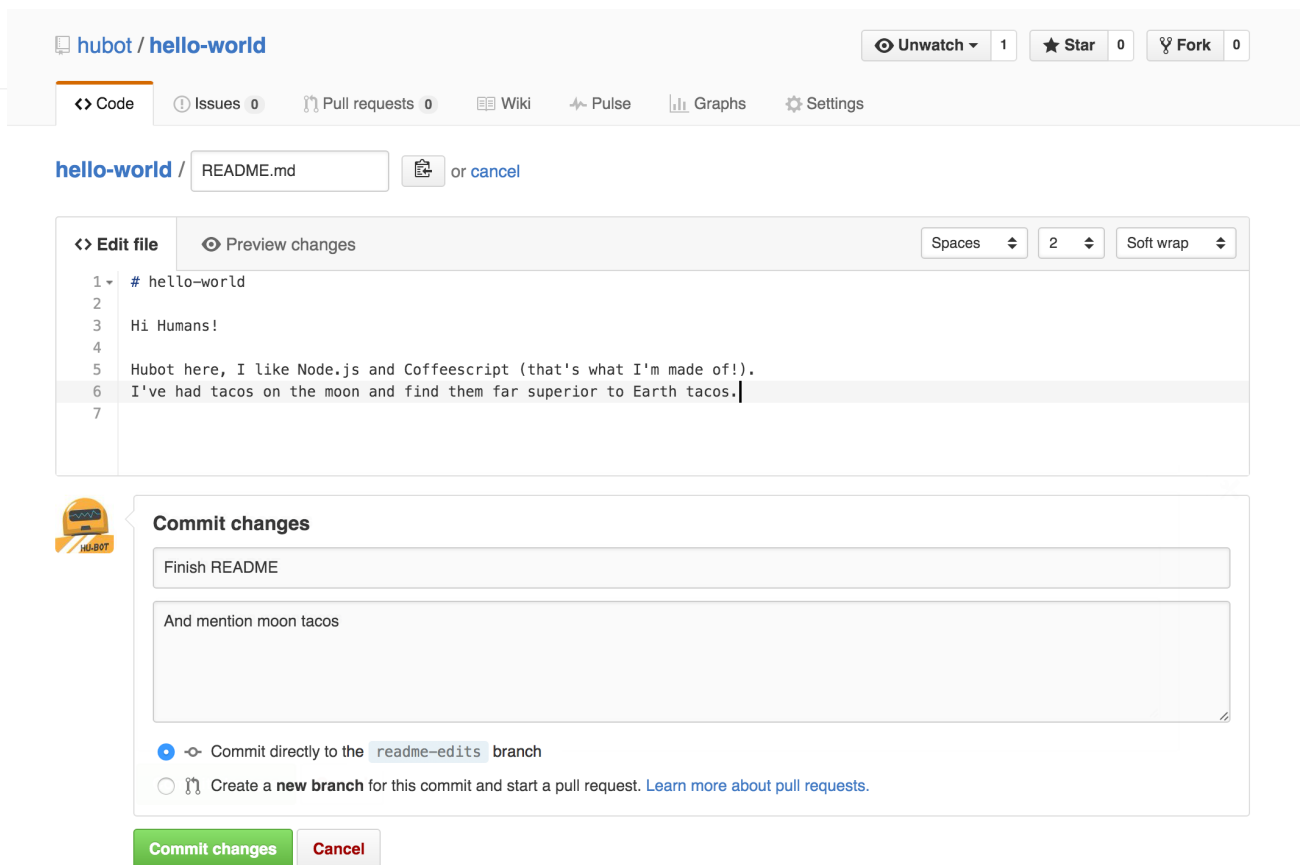 hubot / hello-world
Unwatch 1 Star 0 Fork 0
Code Issues 0 Pull requests 0 Wiki Pulse Graphs Settings
hello-world / README.md or cancel
Edit file Preview changes Spaces 2 Soft wrap
1 # hello-world
2
3 Hi Humans!
4
5 Hubot here, I like Node.js and Coffeescript (that's what I'm made of!).
6 I've had tacos on the moon and find them far superior to Earth tacos.
7
HU-BOT
Commit changes
Finish README
And mention moon tacos
Commit directly to the readme-edits branch
Create a new branch for this commit and start a pull request. Learn more about pull requests.
Commit changes Cancel